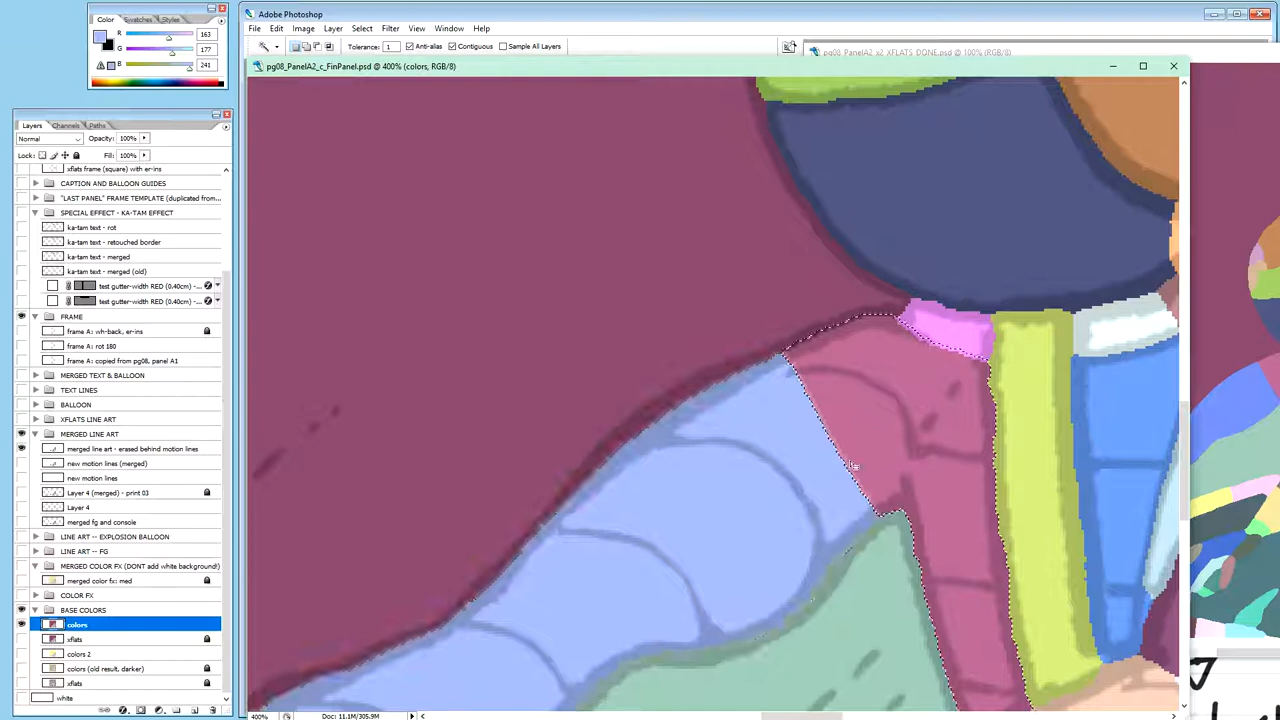 Color
Swatches
Styles
R
163
G
177
B
241
Adobe Photoshop
File Edit Image Layer Select Filter View Window Help
Tolerance: 1 Anti-alias Contiguous Sample All Layers
pg08_PanelA2_x2_XFLATS_DONE.psd @ 100% (colors, RGB/8)
pg08_PanelA2_c_FinPanel.psd @ 400% (colors, RGB/8)
Layers Channels Paths
Normal Opacity: 100%
Lock: Fill: 100%
xflats frame (square) with er-ins
CAPTION AND BALLOON GUIDES
"LAST PANEL" FRAME TEMPLATE (duplicated from...
SPECIAL EFFECT - KA-TAM EFFECT
ka-tam text - rot
ka-tam text - retouched border
ka-tam text - merged
ka-tam text - merged (old)
test gutter-width RED (0.40cm) -...
test gutter-width RED (0.40cm) -...
FRAME
frame A: wh-back, er-ins
frame A: rot 180
frame A: copied from pg08, panel A1
MERGED TEXT & BALLOON
TEXT LINES
BALLOON
XFLATS LINE ART
MERGED LINE ART
merged line art - erased behind motion lines
new motion lines (merged)
new motion lines
Layer 4 (merged) - print 03
Layer 4
merged fg and console
LINE ART -- EXPLOSION BALLOON
LINE ART -- FG
MERGED COLOR FX (DONT add white background!)
merged color fx: med
COLOR FX
BASE COLORS
colors
xflats
colors 2
colors (old result, darker)
xflats
white
400% Doc: 11.1M/305.9M